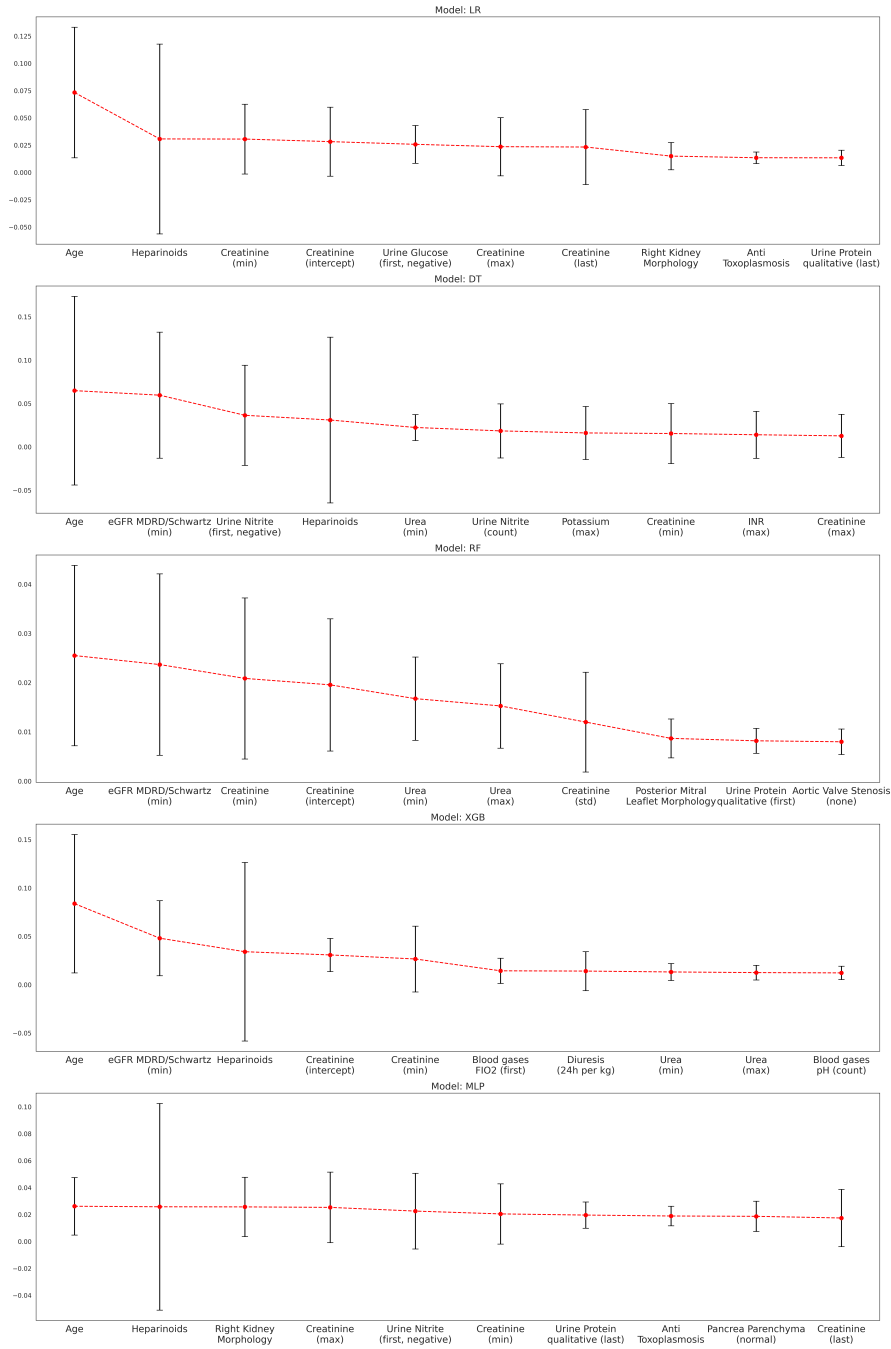 Model: LR
0.125
0.100
0.075
0.050
0.025
0.000
−0.025
−0.050
Age Heparinoids Creatinine Creatinine Urine Glucose Creatinine Creatinine Right Kidney Anti Urine Protein
(min) (intercept) (first, negative) (max) (last) Morphology Toxoplasmosis qualitative (last)
Model: DT
0.15
0.10
0.05
0.00
−0.05
Age eGFR MDRD/Schwartz Urine Nitrite Heparinoids Urea Urine Nitrite Potassium Creatinine INR Creatinine
(min) (first, negative) (min) (count) (max) (min) (max) (max)
Model: RF
0.04
0.03
0.02
0.01
0.00
Age eGFR MDRD/Schwartz Creatinine Creatinine Urea Urea Creatinine Posterior Mitral Urine Protein Aortic Valve Stenosis
(min) (min) (intercept) (min) (max) (std) Leaflet Morphology qualitative (first) (none)
Model: XGB
0.15
0.10
0.05
0.00
−0.05
Age eGFR MDRD/Schwartz Heparinoids Creatinine Creatinine Blood gases Diuresis Urea Urea Blood gases
(min) (intercept) (min) FIO2 (first) (24h per kg) (min) (max) pH (count)
Model: MLP
0.10
0.08
0.06
0.04
0.02
0.00
−0.02
−0.04
Age Heparinoids Right Kidney Creatinine Urine Nitrite Creatinine Urine Protein Anti Pancrea Parenchyma Creatinine
Morphology (max) (first, negative) (min) qualitative (last) Toxoplasmosis (normal) (last)